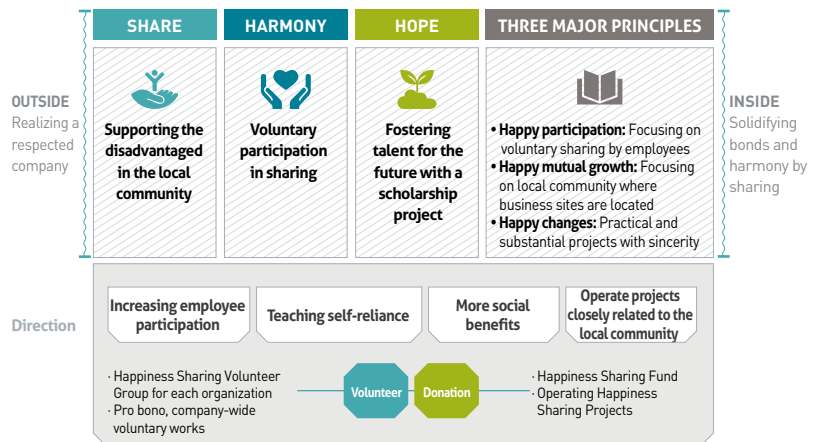 SHARE
HARMONY
HOPE
THREE MAJOR PRINCIPLES
OUTSIDE
Realizing a
respected
company
Supporting the
disadvantaged
in the local
community
Voluntary
participation
in sharing
Fostering
talent for the
future with a
scholarship
project
• Happy participation: Focusing on
voluntary sharing by employees
• Happy mutual growth: Focusing
on local community where
business sites are located
• Happy changes: Practical and
substantial projects with sincerity
INSIDE
Solidifying
bonds and
harmony by
sharing
Direction
Increasing employee
participation
Teaching self-reliance
More social
benefits
Operate projects
closely related to the
local community
· Happiness Sharing Volunteer
Group for each organization
· Pro bono, company-wide
voluntary works
Volunteer
Donation
· Happiness Sharing Fund
· Operating Happiness
Sharing Projects